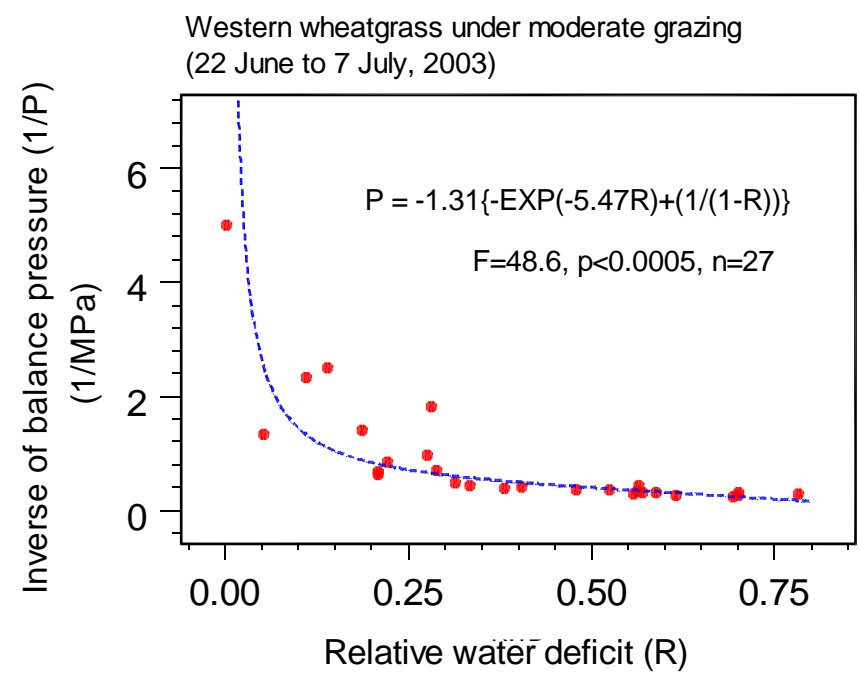 Western wheatgrass under moderate grazing
(22 June to 7 July, 2003)
Inverse of balance pressure (1/P)
(1/MPa)
6
4
2
0
P = -1.31{-EXP(-5.47R)+(1/(1-R))}
F=48.6, p<0.0005, n=27
0.00 0.25 0.50 0.75
Relative water deficit (R)